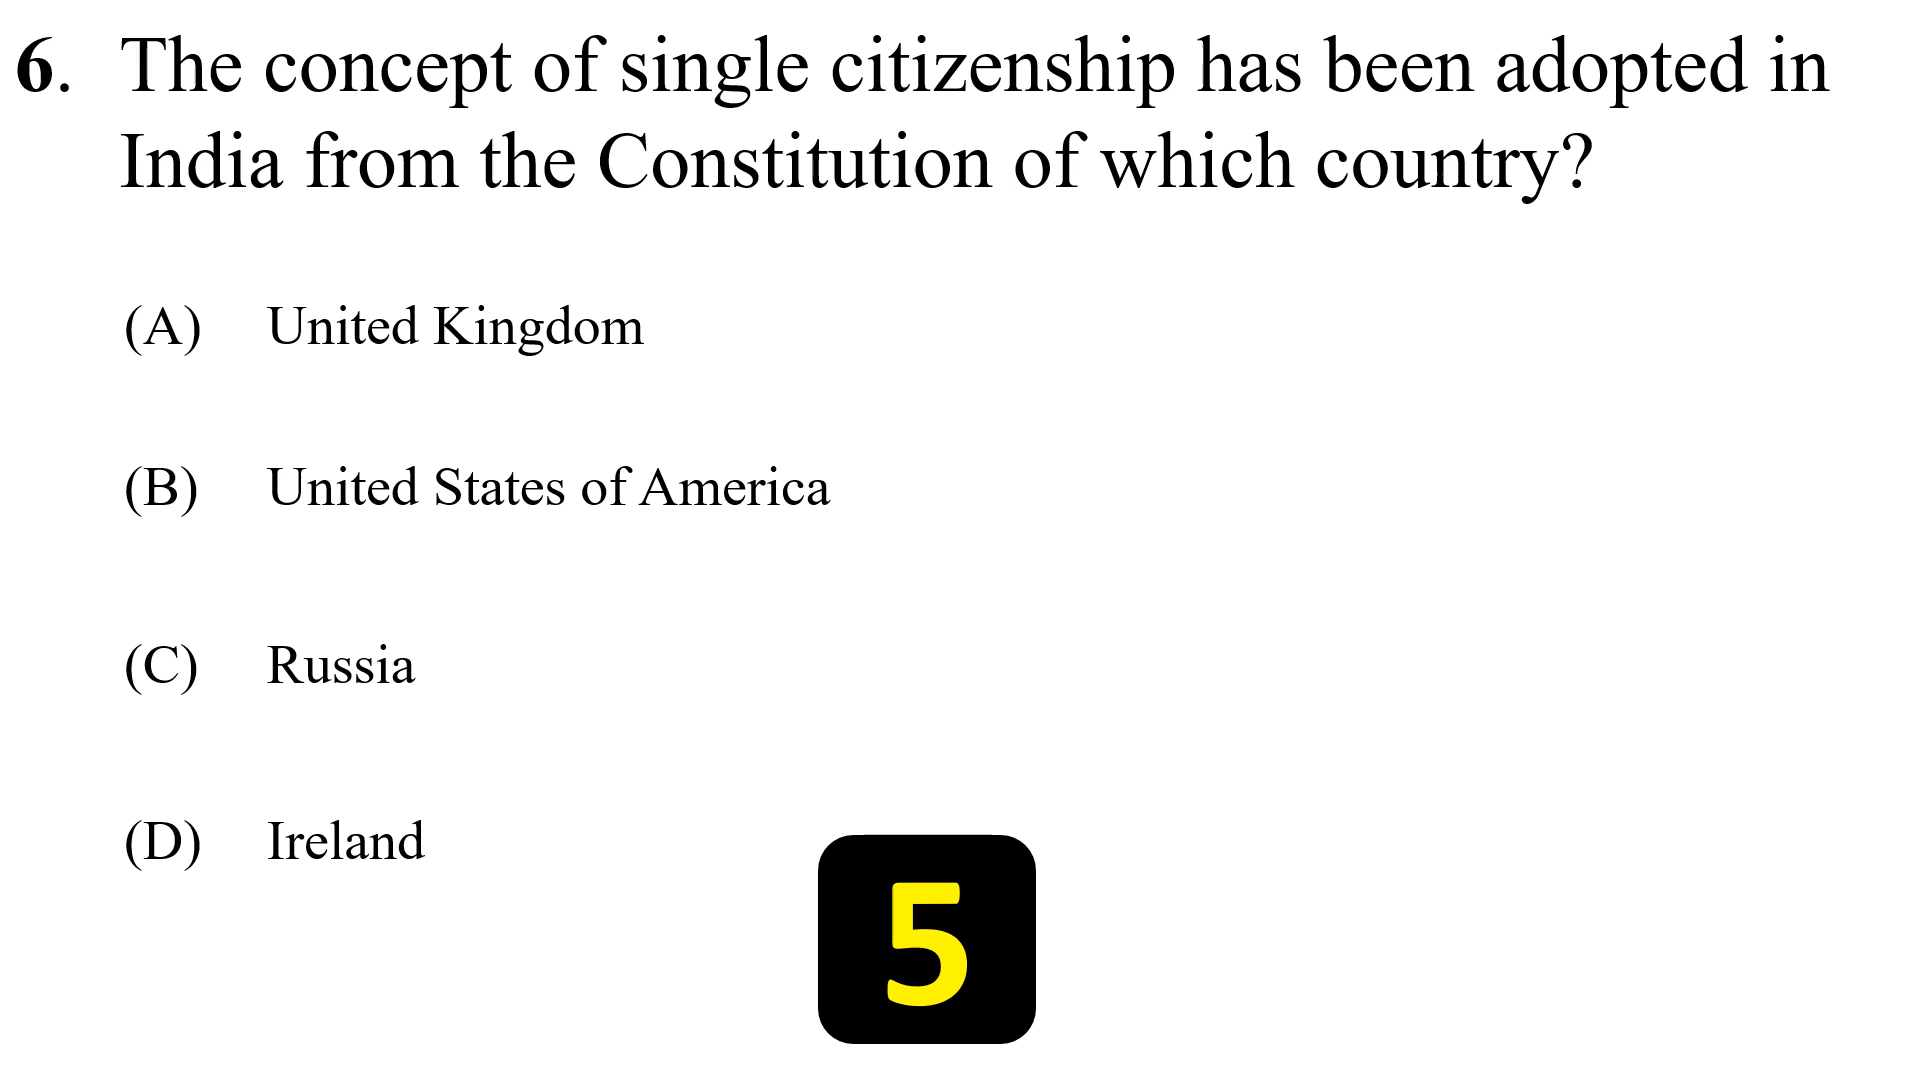 6. The concept of single citizenship has been adopted in
India from the Constitution of which country?
(A) United Kingdom
(B) United States of America
(C) Russia
(D) Ireland
5